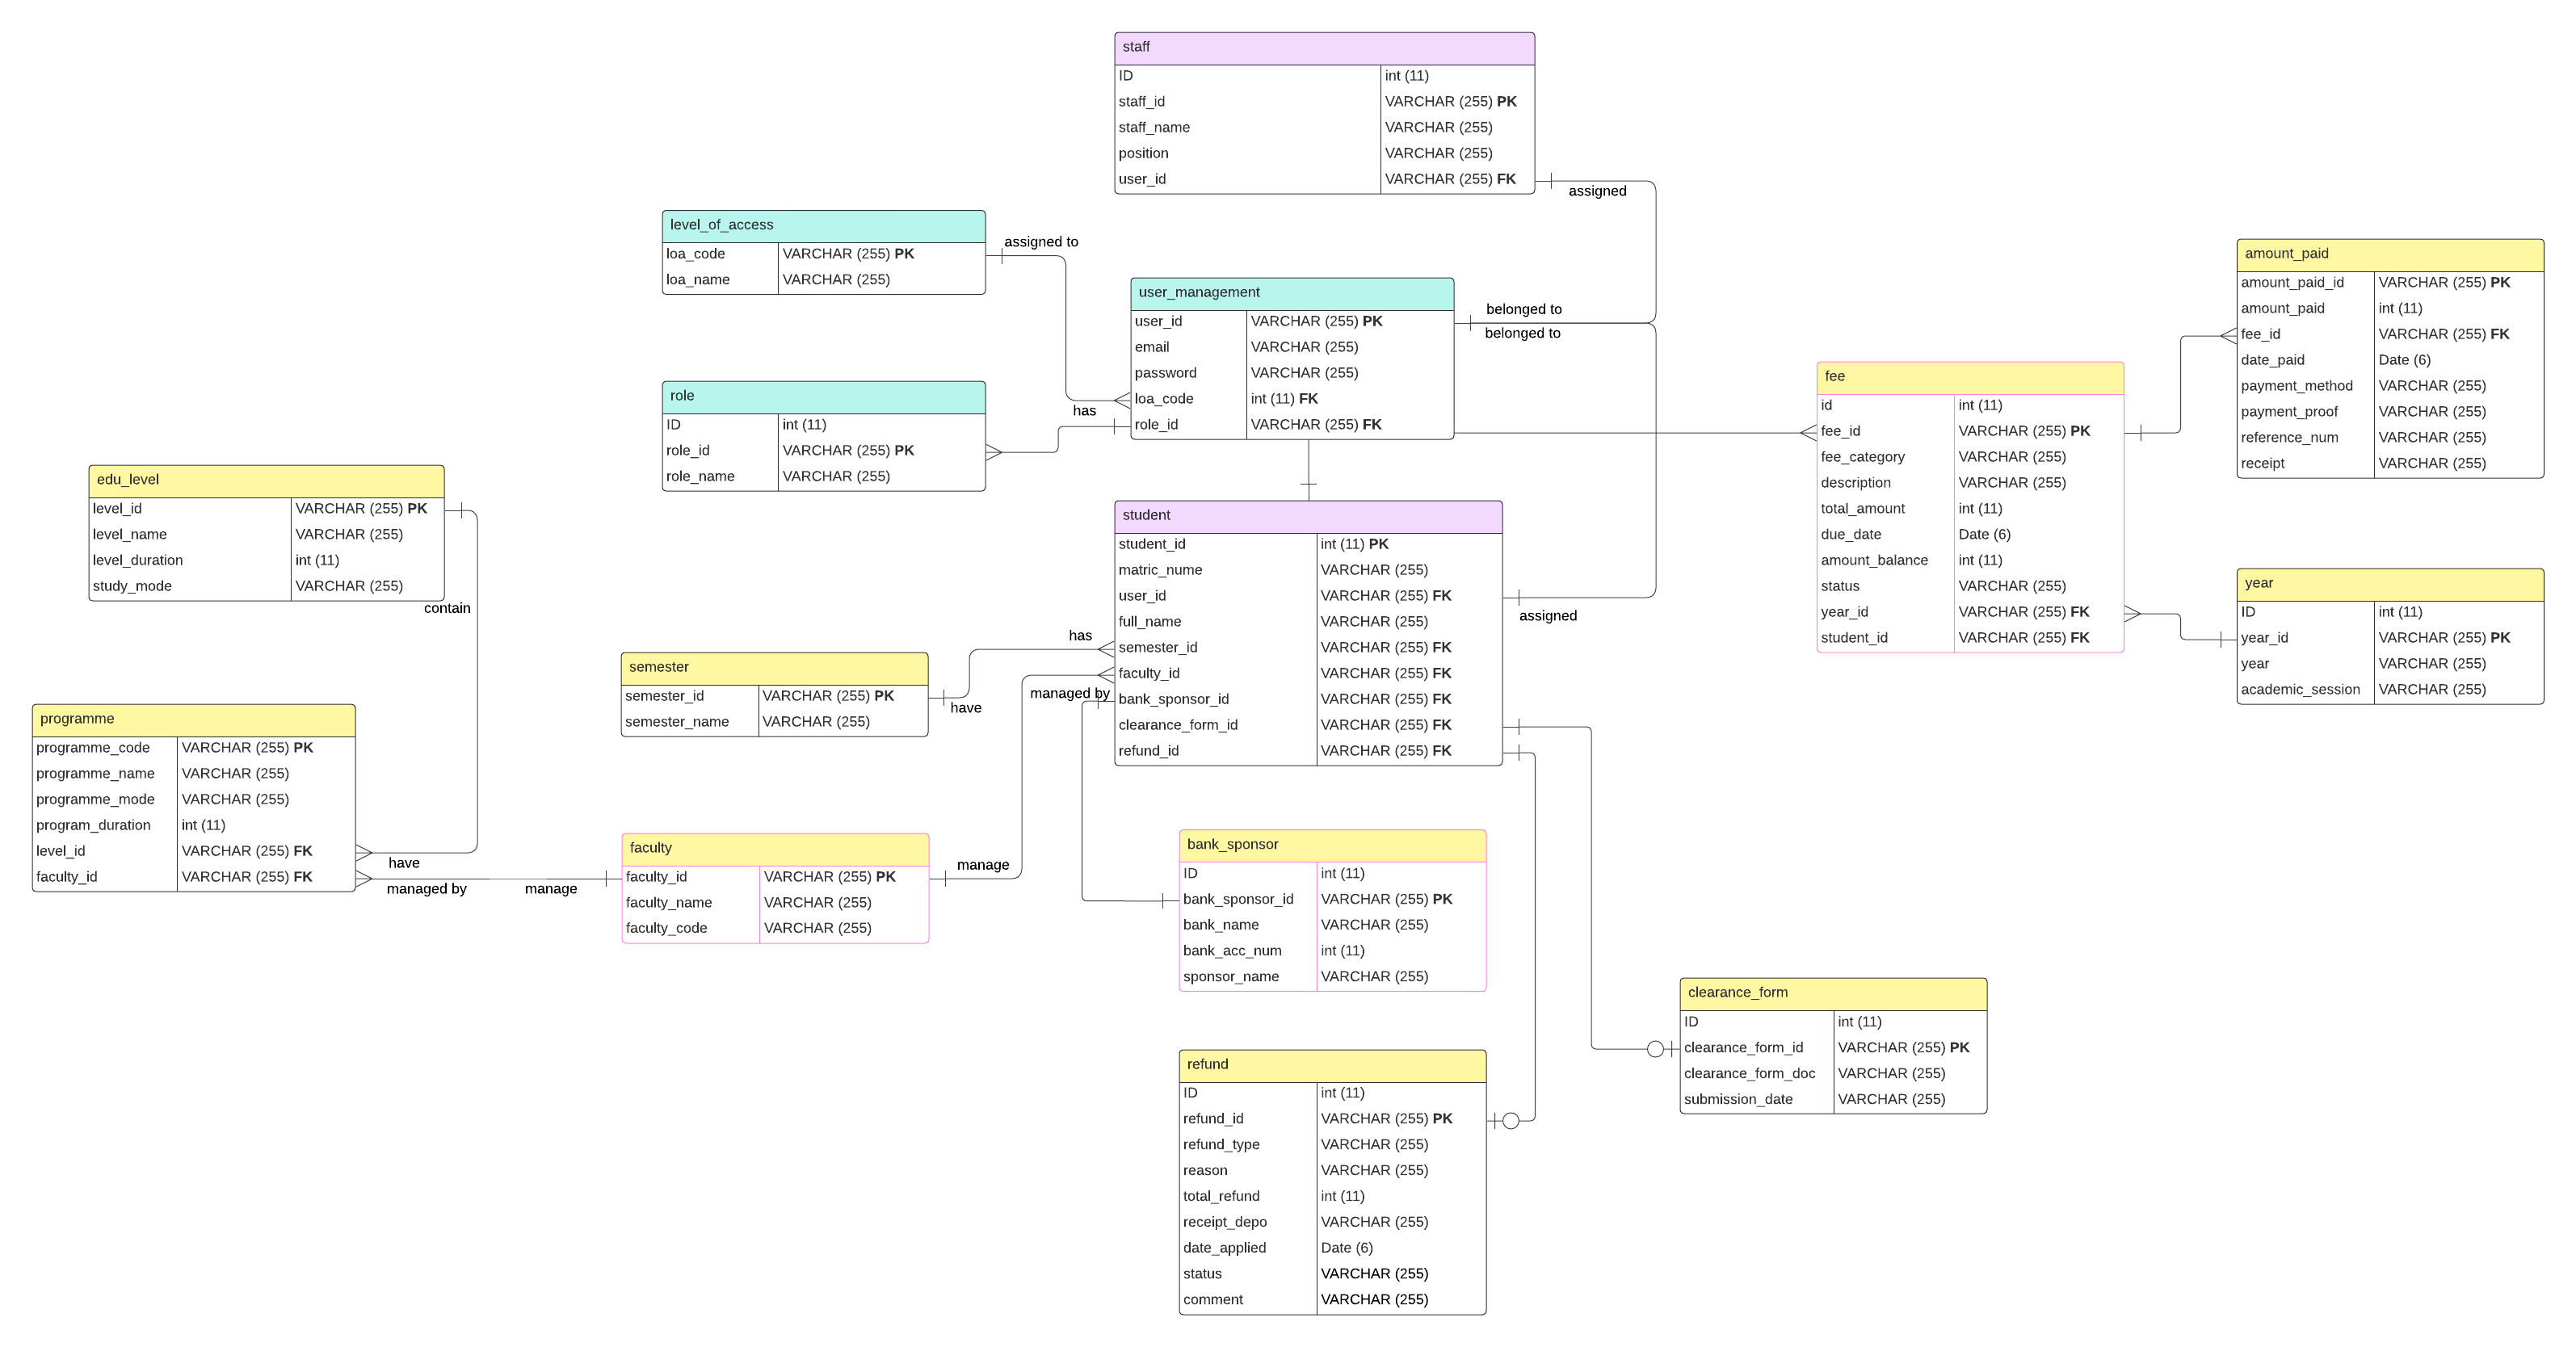 staff
ID int (11)
staff_id VARCHAR (255) PK
staff_name VARCHAR (255)
position VARCHAR (255)
user_id VARCHAR (255) FK
assigned
level_of_access
loa_code VARCHAR (255) PK
loa_name VARCHAR (255)
assigned to
user_management
user_id VARCHAR (255) PK
email VARCHAR (255)
password VARCHAR (255)
loa_code int (11) FK
role_id VARCHAR (255) FK
belonged to
belonged to
has
role
ID int (11)
role_id VARCHAR (255) PK
role_name VARCHAR (255)
amount_paid
amount_paid_id VARCHAR (255) PK
amount_paid int (11)
fee_id VARCHAR (255) FK
date_paid Date (6)
payment_method VARCHAR (255)
payment_proof VARCHAR (255)
reference_num VARCHAR (255)
receipt VARCHAR (255)
fee
id int (11)
fee_id VARCHAR (255) PK
fee_category VARCHAR (255)
description VARCHAR (255)
total_amount int (11)
due_date Date (6)
amount_balance int (11)
status VARCHAR (255)
year_id VARCHAR (255) FK
student_id VARCHAR (255) FK
year
ID int (11)
year_id VARCHAR (255) PK
year VARCHAR (255)
academic_session VARCHAR (255)
edu_level
level_id VARCHAR (255) PK
level_name VARCHAR (255)
level_duration int (11)
study_mode VARCHAR (255)
contain
student
student_id int (11) PK
matric_nume VARCHAR (255)
user_id VARCHAR (255) FK
full_name VARCHAR (255)
semester_id VARCHAR (255) FK
faculty_id VARCHAR (255) FK
bank_sponsor_id VARCHAR (255) FK
clearance_form_id VARCHAR (255) FK
refund_id VARCHAR (255) FK
assigned
has
managed by
semester
semester_id VARCHAR (255) PK
semester_name VARCHAR (255)
have
programme
programme_code VARCHAR (255) PK
programme_name VARCHAR (255)
programme_mode VARCHAR (255)
program_duration int (11)
level_id VARCHAR (255) FK
faculty_id VARCHAR (255) FK
have
managed by
manage
faculty
faculty_id VARCHAR (255) PK
faculty_name VARCHAR (255)
faculty_code VARCHAR (255)
manage
bank_sponsor
ID int (11)
bank_sponsor_id VARCHAR (255) PK
bank_name VARCHAR (255)
bank_acc_num int (11)
sponsor_name VARCHAR (255)
clearance_form
ID int (11)
clearance_form_id VARCHAR (255) PK
clearance_form_doc VARCHAR (255)
submission_date VARCHAR (255)
refund
ID int (11)
refund_id VARCHAR (255) PK
refund_type VARCHAR (255)
reason VARCHAR (255)
total_refund int (11)
receipt_depo VARCHAR (255)
date_applied Date (6)
status VARCHAR (255)
comment VARCHAR (255)